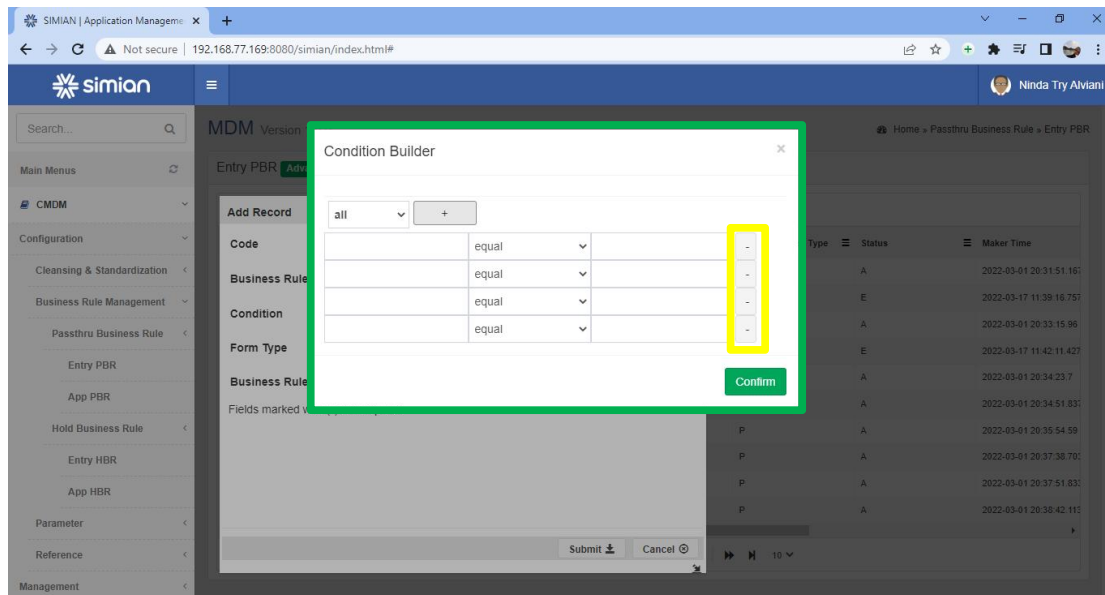 SIMIAN | Application Manageme
Not secure | 192.168.77.169:8080/simian/index.html#
simian
Ninda Try Alviani
Search...
MDM Version
Home » Passthru Business Rule » Entry PBR
Condition Builder
Main Menus
Entry PBR
CMDM
Add Record
all
+
Configuration
Code
equal
-
Type
Status
Maker Time
Cleansing & Standardization
Business Rule
equal
-
A
2022-03-01 20:31:51.167
Business Rule Management
Condition
equal
-
E
2022-03-17 11:39:16.757
Passthru Business Rule
equal
-
A
2022-03-01 20:33:15.96
Form Type
E
2022-03-17 11:42:11.427
Entry PBR
Business Rule
Confirm
A
2022-03-01 20:34:23.7
App PBR
Fields marked
A
2022-03-01 20:34:51.837
Hold Business Rule
P
A
2022-03-01 20:35:54.59
Entry HBR
P
A
2022-03-01 20:37:38.70
App HBR
P
A
2022-03-01 20:37:51.83
P
A
2022-03-01 20:38:42.11
Parameter
Reference
Submit
Cancel
10
Management